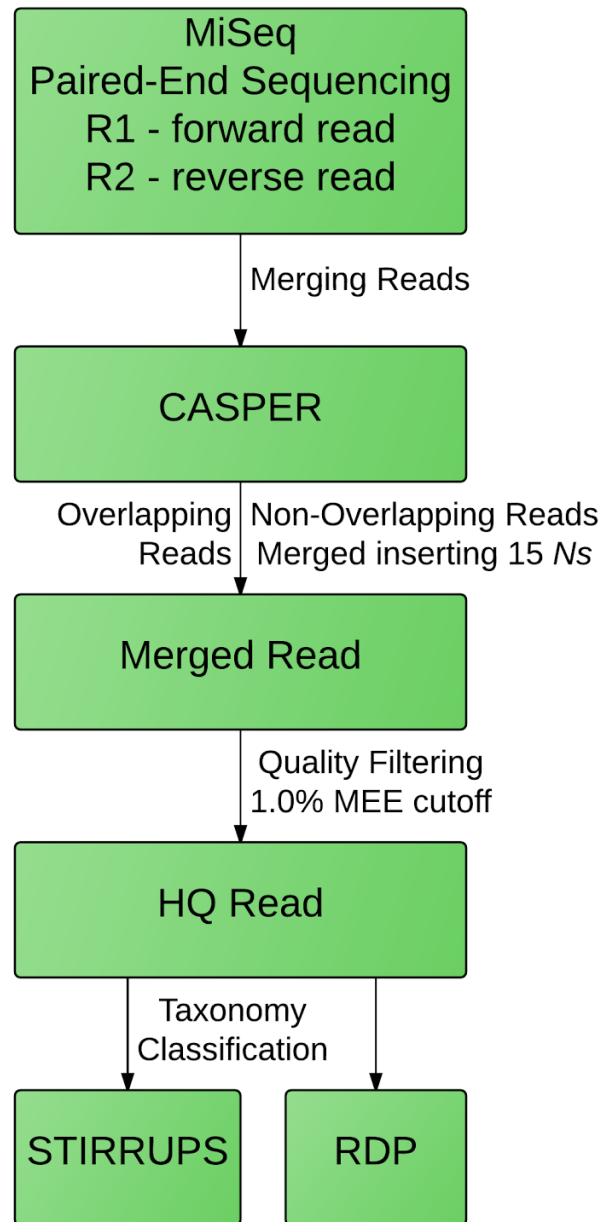 MiSeq
Paired-End Sequencing
R1 - forward read
R2 - reverse read
Merging Reads
CASPER
Overlapping
Reads
Non-Overlapping Reads
Merged inserting 15 Ns
Merged Read
Quality Filtering
1.0% MEE cutoff
HQ Read
Taxonomy
Classification
STIRRUPS
RDP